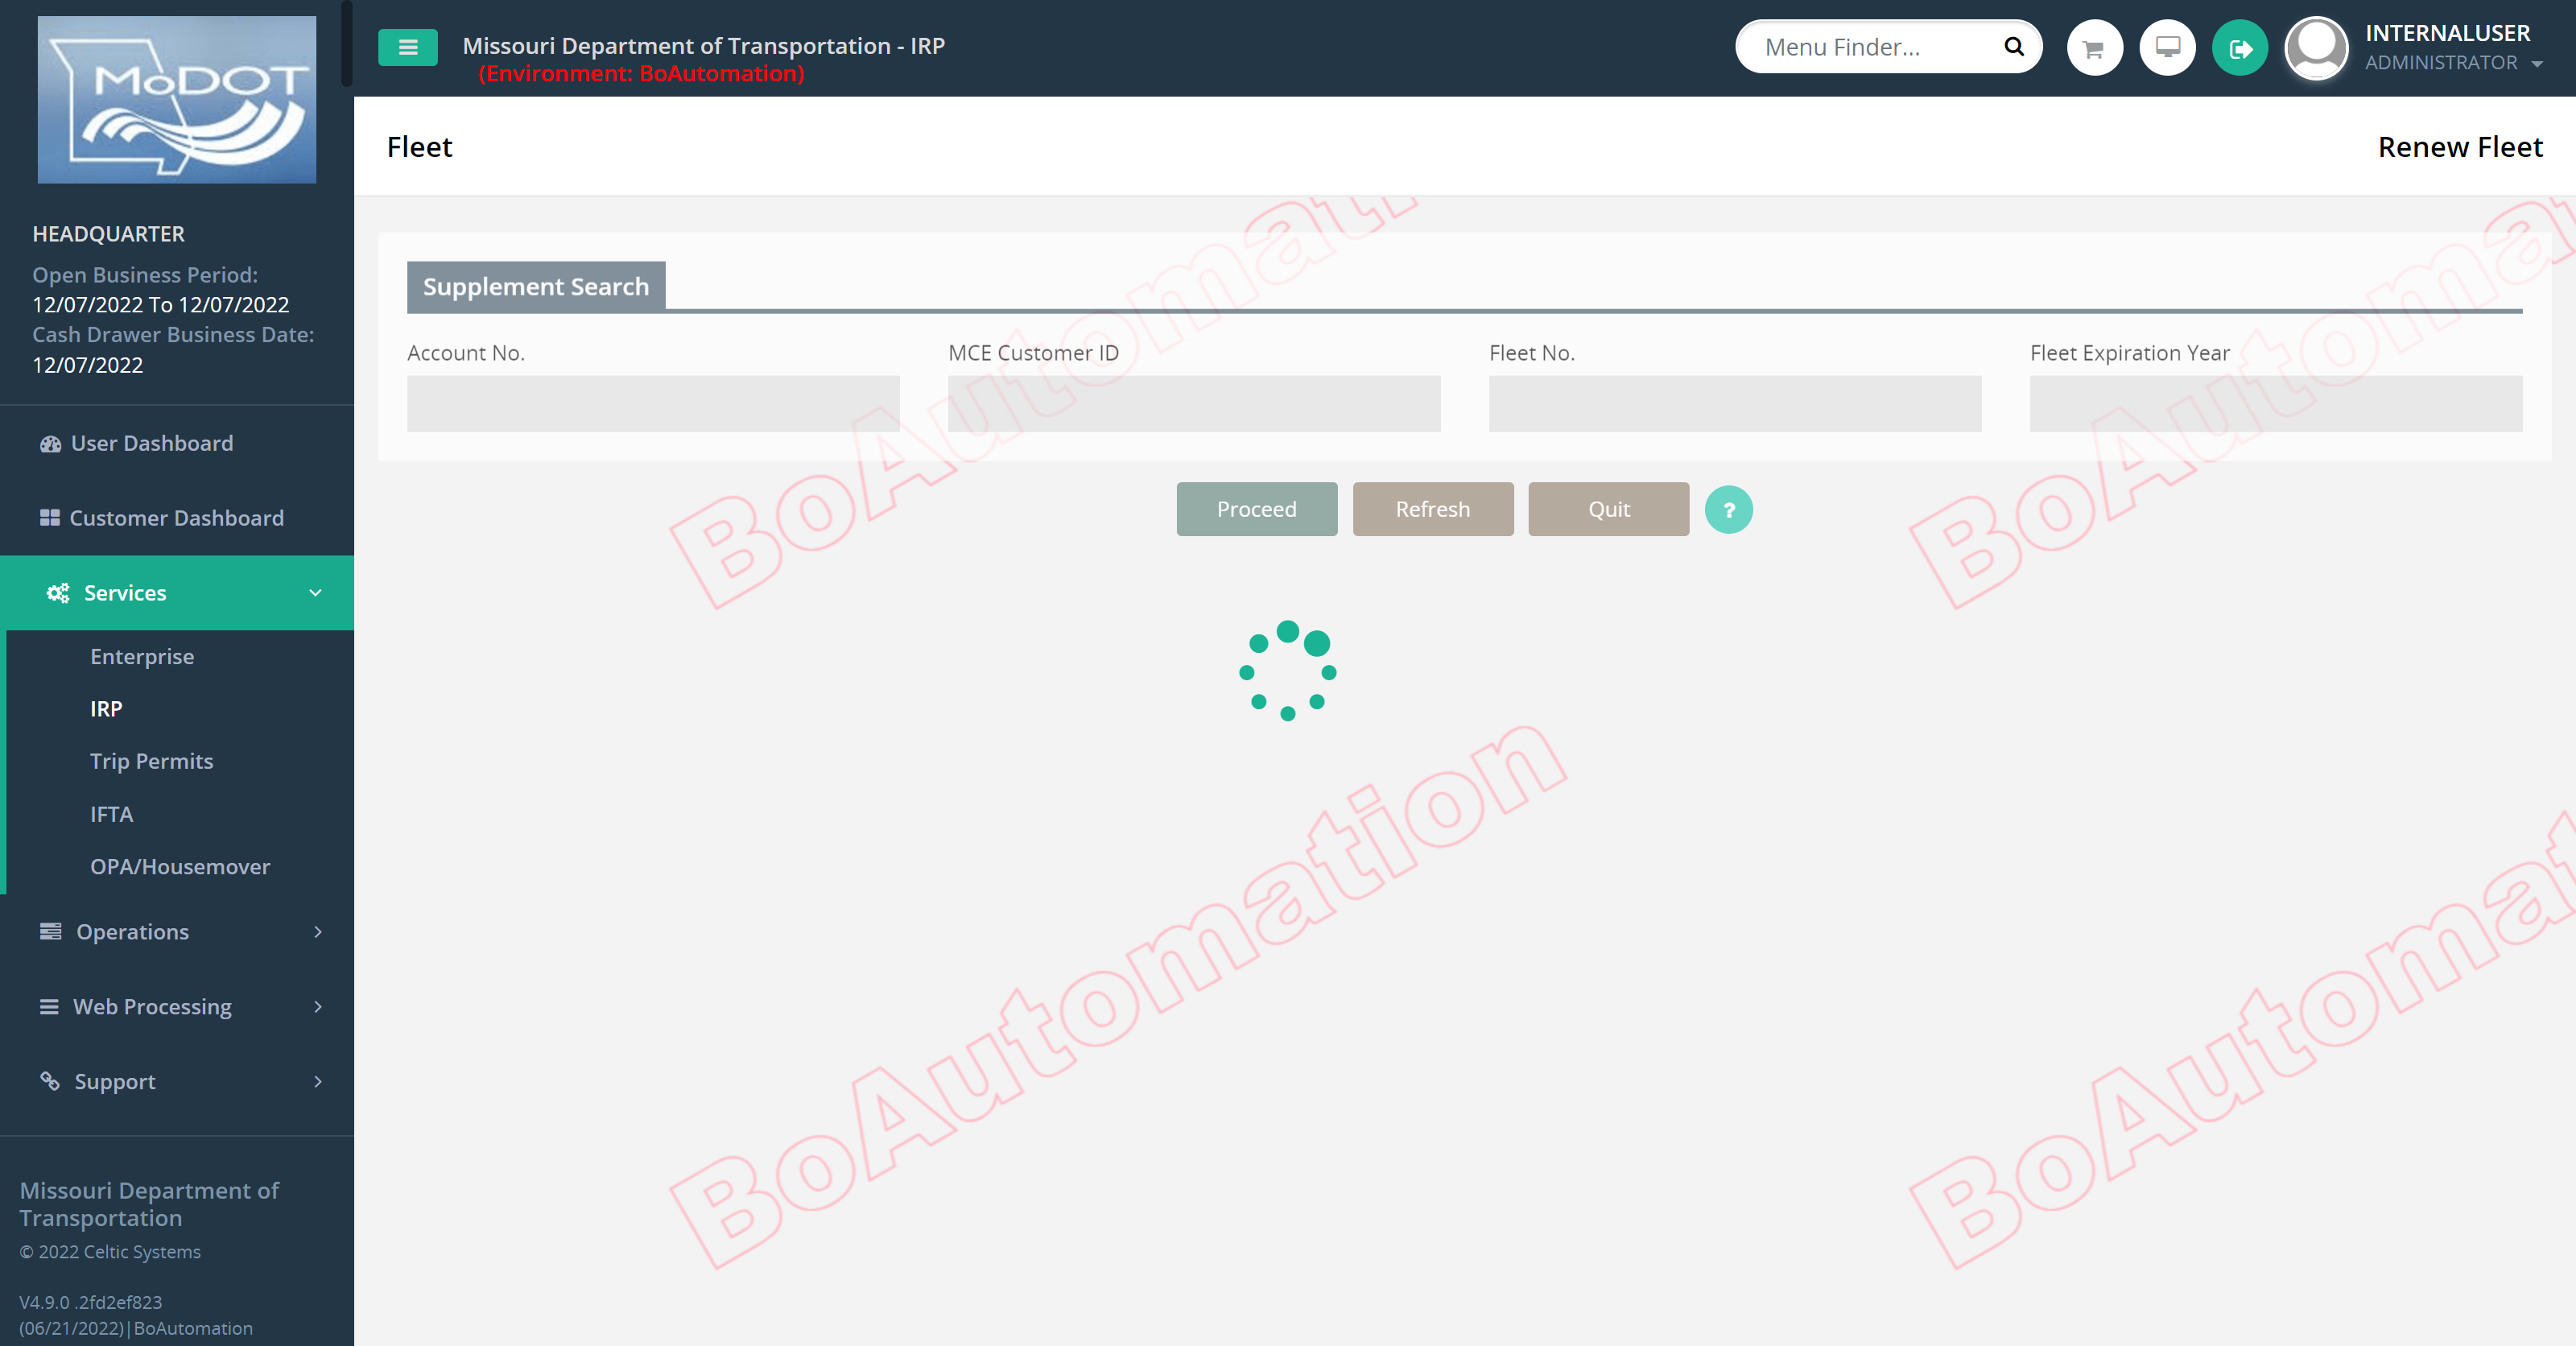 MoDOT
HEADQUARTER
Open Business Period:
12/07/2022 To 12/07/2022
Cash Drawer Business Date:
12/07/2022
User Dashboard
Customer Dashboard
Services
Enterprise
IRP
Trip Permits
IFTA
OPA/Housemover
Operations
Web Processing
Support
Missouri Department of
Transportation
© 2022 Celtic Systems
V4.9.0 .2fd2ef823
(06/21/2022)|BoAutomation
Missouri Department of Transportation - IRP
(Environment: BoAutomation)
Menu Finder...
INTERNALUSER
ADMINISTRATOR
Fleet
Renew Fleet
Supplement Search
Account No.
MCE Customer ID
Fleet No.
Fleet Expiration Year
Proceed
Refresh
Quit
?
BoAutomati
BoAutomat
BoAutomation
BoAutomat